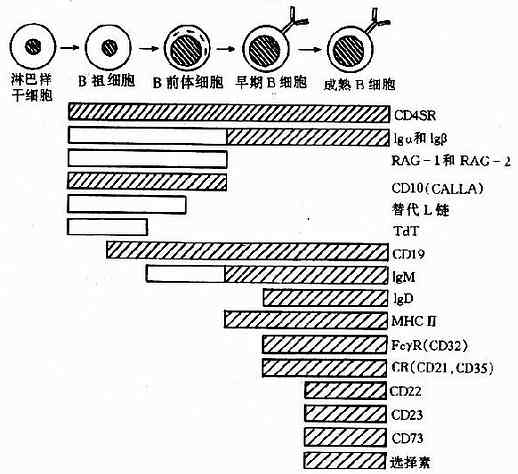 淋巴样
干细胞
B 祖细胞
B 前体细胞
早期 B 细胞
成熟 B 细胞
CD4SR
Igα和 Igβ
RAG-1和 RAG-2
CD10(CALLA)
替代 L 链
TdT
CD19
IgM
IgD
MHC Ⅱ
FcγR(CD32)
CR(CD21,CD35)
CD22
CD23
CD73
选择素